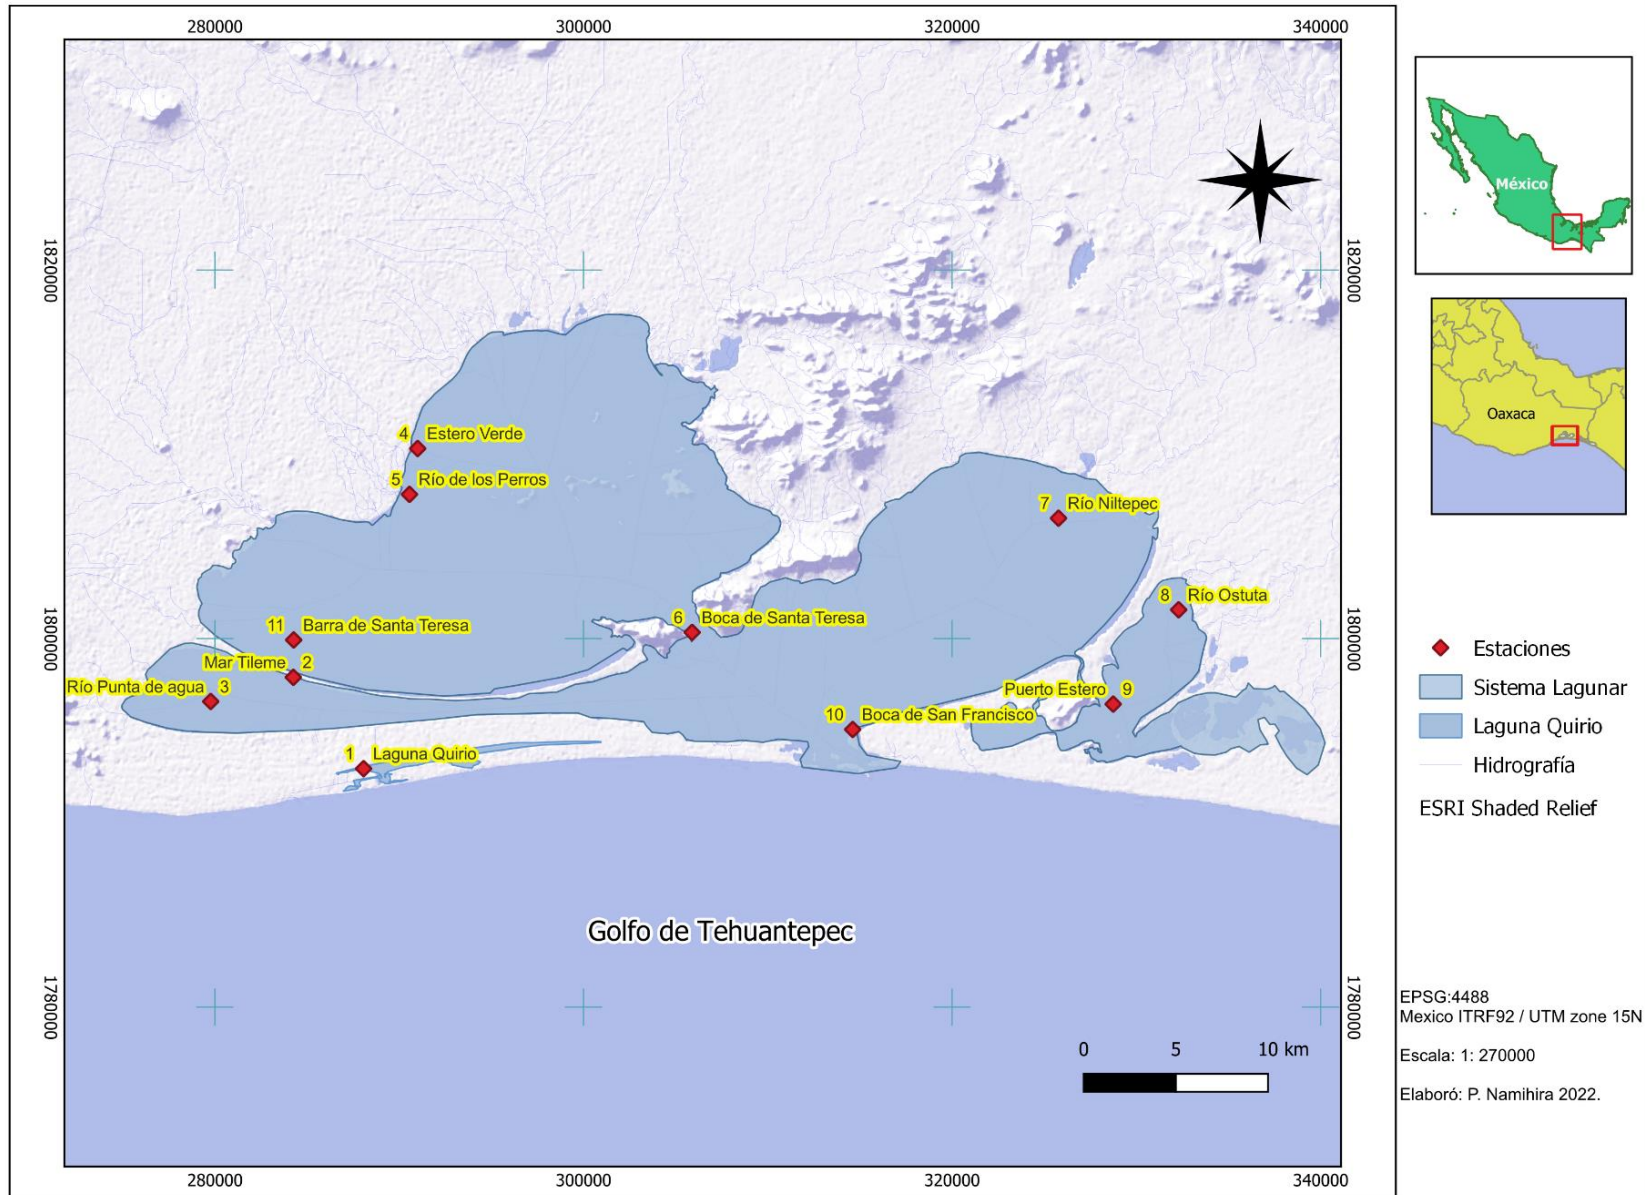 280000 300000 320000 340000
México
1820000 1820000
Oaxaca
4 Estero Verde
5 Río de los Perros
7 Río Niltepec
8 Río Ostuta
6 Boca de Santa Teresa
11 Barra de Santa Teresa
1800000 1800000
Mar Tileme 2
Río Punta de agua 3
Puerto Estero 9
10 Boca de San Francisco
1 Laguna Quirio
Estaciones
Sistema Lagunar
Laguna Quirio
Hidrografía
ESRI Shaded Relief
Golfo de Tehuantepec
1780000 1780000
0 5 10 km
EPSG:4488
Mexico ITRF92 / UTM zone 15N
Escala: 1: 270000
Elaboró: P. Namihira 2022.
280000 300000 320000 340000